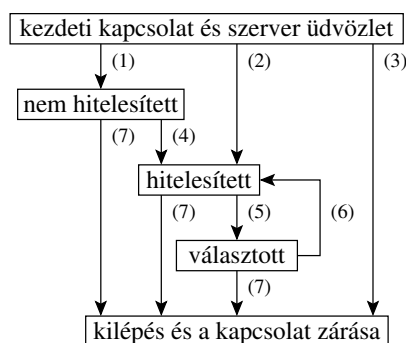 kezdeti kapcsolat és szerver üdvözlet
(1)
(2)
(3)
nem hitelesített
(7)
(4)
hitelesített
(7)
(5)
(6)
választott
(7)
kilépés és a kapcsolat zárása